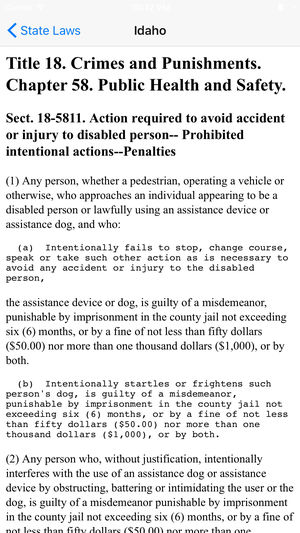 State Laws
Idaho
Title 18. Crimes and Punishments.
Chapter 58. Public Health and Safety.
Sect. 18-5811. Action required to avoid accident
or injury to disabled person-- Prohibited
intentional actions--Penalties
(1) Any person, whether a pedestrian, operating a vehicle or
otherwise, who approaches an individual appearing to be a
disabled person or lawfully using an assistance device or
assistance dog, and who:
(a) Intentionally fails to stop, change course,
speak or take such other action as is necessary to
avoid any accident or injury to the disabled
person,
the assistance device or dog, is guilty of a misdemeanor,
punishable by imprisonment in the county jail not exceeding
six (6) months, or by a fine of not less than fifty dollars
($50.00) nor more than one thousand dollars ($1,000), or by
both.
(b) Intentionally startles or frightens such
person's dog, is guilty of a misdemeanor,
punishable by imprisonment in the county jail not
exceeding six (6) months, or by a fine of not less
than fifty dollars ($50.00) nor more than one
thousand dollars ($1,000), or by both.
(2) Any person who, without justification, intentionally
interferes with the use of an assistance dog or assistance
device by obstructing, battering or intimidating the user or the
dog, is guilty of a misdemeanor punishable by imprisonment
in the county jail not exceeding six (6) months, or by a fine of
not less than fifty dollars ($50.00) nor more than one